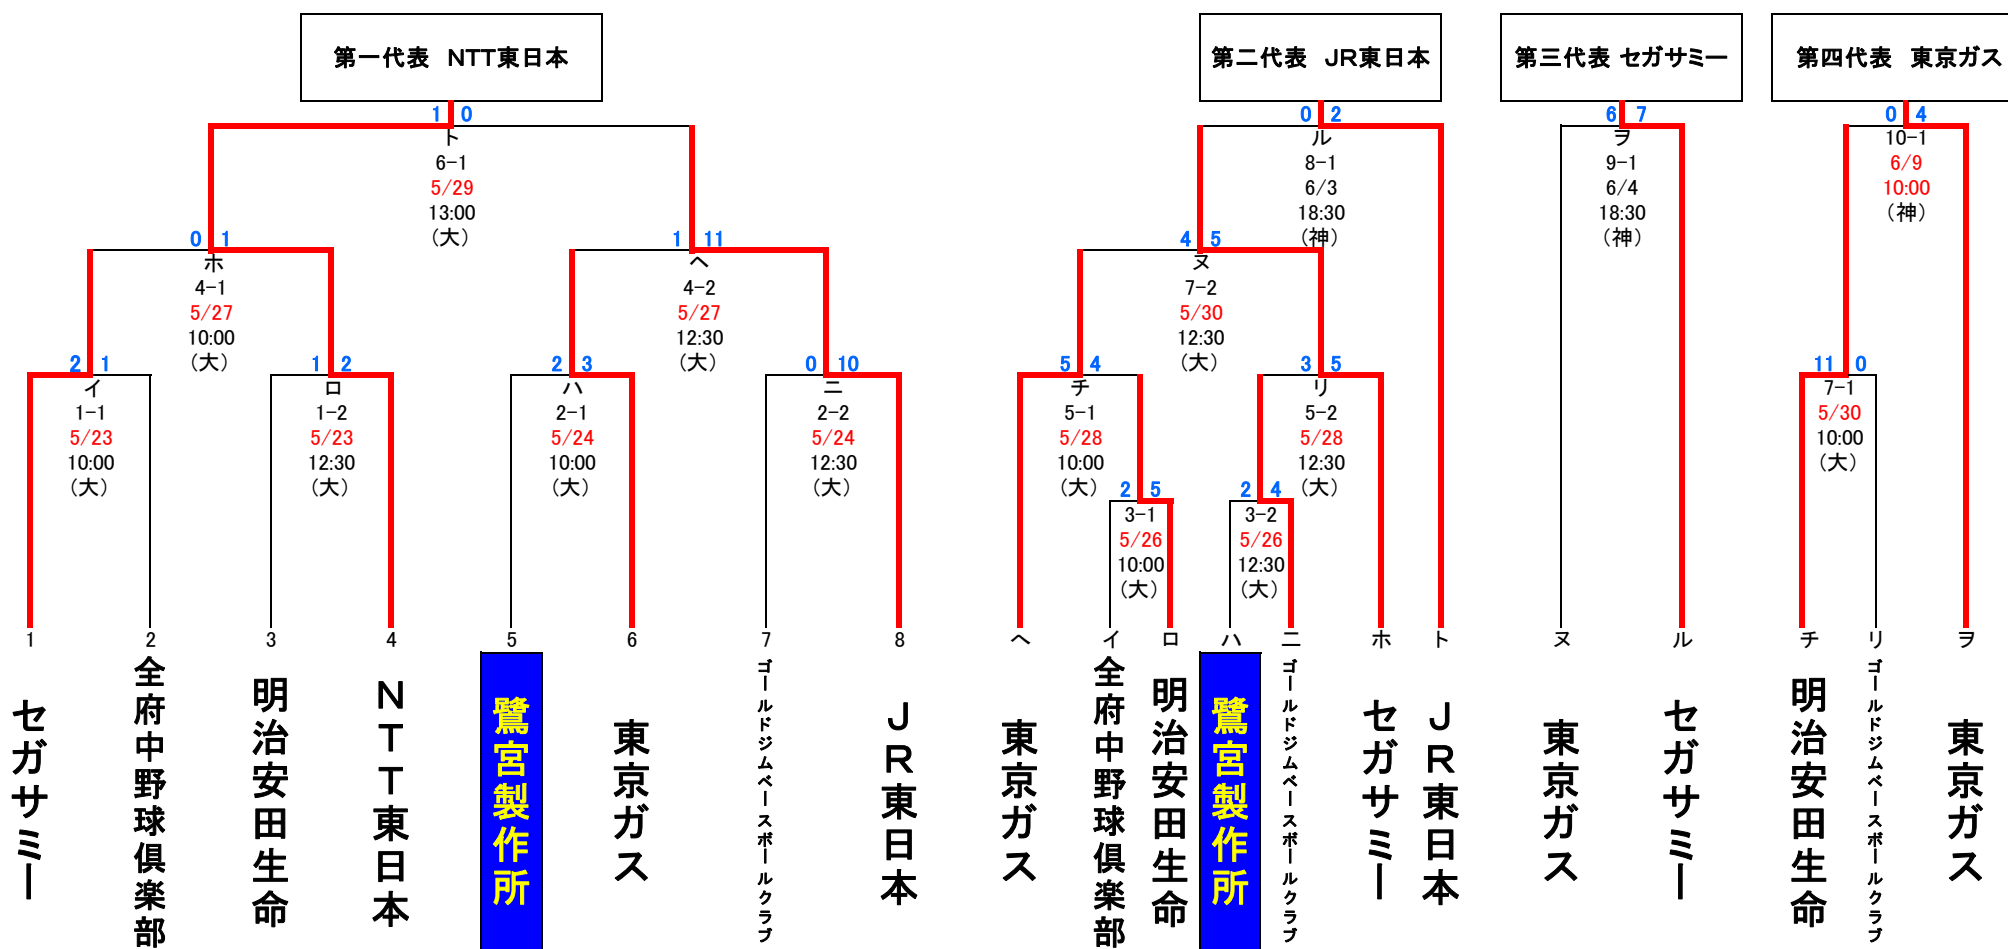 第一代表 NTT東日本
第二代表 JR東日本
第三代表 セガサミー
第四代表 東京ガス
1 0
ト
6-1
5/29
13:00
(大)
0 2
ル
8-1
6/3
18:30
(神)
6 7
ヲ
9-1
6/4
18:30
(神)
0 4
10-1
6/9
10:00
(神)
0 1
ホ
4-1
5/27
10:00
(大)
1 11
ヘ
4-2
5/27
12:30
(大)
4 5
ヌ
7-2
5/30
12:30
(大)
2 1
イ
1-1
5/23
10:00
(大)
1 2
ロ
1-2
5/23
12:30
(大)
2 3
ハ
2-1
5/24
10:00
(大)
0 10
ニ
2-2
5/24
12:30
(大)
5 4
チ
5-1
5/28
10:00
(大)
3 5
リ
5-2
5/28
12:30
(大)
11 0
7-1
5/30
10:00
(大)
2 5
3-1
5/26
10:00
(大)
2 4
3-2
5/26
12:30
(大)
1
セガサミー
2
全府中野球倶楽部
3
明治安田生命
4
NTT東日本
5
鷺宮製作所
6
東京ガス
7
ゴールドジムベースボールクラブ
8
JR東日本
ヘ
東京ガス
イ
全府中野球倶楽部
ロ
明治安田生命
ハ
鷺宮製作所
ニ
ゴールドジムベースボールクラブ
ホ
セガサミー
ト
JR東日本
ヌ
東京ガス
ル
セガサミー
チ
明治安田生命
リ
ゴールドジムベースボールクラブ
ヲ
東京ガス